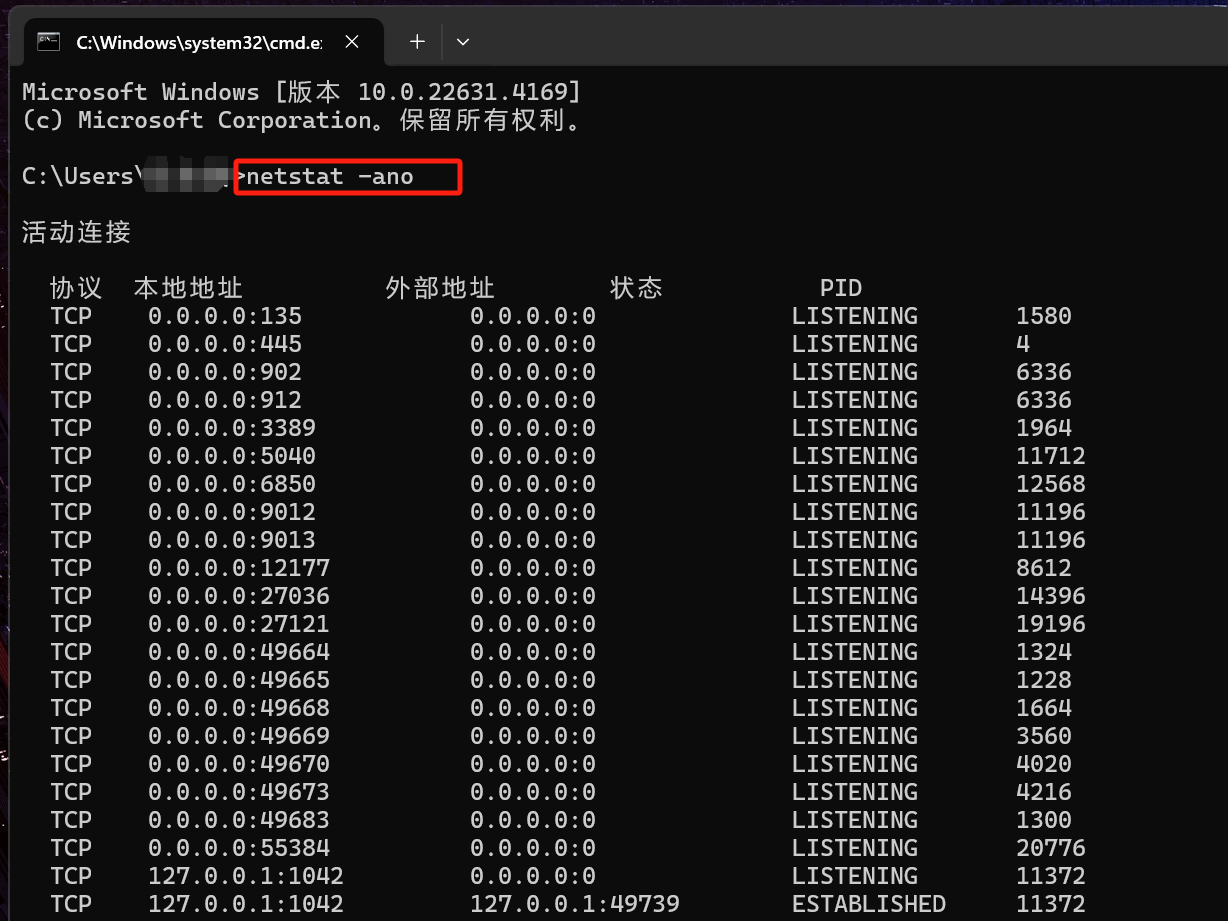 C:\Windows\system32\cmd.e
Microsoft Windows [版本 10.0.22631.4169]
(c) Microsoft Corporation。保留所有权利。
C:\Users\ >netstat -ano
活动连接
协议 本地地址 外部地址 状态 PID
TCP 0.0.0.0:135 0.0.0.0:0 LISTENING 1580
TCP 0.0.0.0:445 0.0.0.0:0 LISTENING 4
TCP 0.0.0.0:902 0.0.0.0:0 LISTENING 6336
TCP 0.0.0.0:912 0.0.0.0:0 LISTENING 6336
TCP 0.0.0.0:3389 0.0.0.0:0 LISTENING 1964
TCP 0.0.0.0:5040 0.0.0.0:0 LISTENING 11712
TCP 0.0.0.0:6850 0.0.0.0:0 LISTENING 12568
TCP 0.0.0.0:9012 0.0.0.0:0 LISTENING 11196
TCP 0.0.0.0:9013 0.0.0.0:0 LISTENING 11196
TCP 0.0.0.0:12177 0.0.0.0:0 LISTENING 8612
TCP 0.0.0.0:27036 0.0.0.0:0 LISTENING 14396
TCP 0.0.0.0:27121 0.0.0.0:0 LISTENING 19196
TCP 0.0.0.0:49664 0.0.0.0:0 LISTENING 1324
TCP 0.0.0.0:49665 0.0.0.0:0 LISTENING 1228
TCP 0.0.0.0:49668 0.0.0.0:0 LISTENING 1664
TCP 0.0.0.0:49669 0.0.0.0:0 LISTENING 3560
TCP 0.0.0.0:49670 0.0.0.0:0 LISTENING 4020
TCP 0.0.0.0:49673 0.0.0.0:0 LISTENING 4216
TCP 0.0.0.0:49683 0.0.0.0:0 LISTENING 1300
TCP 0.0.0.0:55384 0.0.0.0:0 LISTENING 20776
TCP 127.0.0.1:1042 0.0.0.0:0 LISTENING 11372
TCP 127.0.0.1:1042 127.0.0.1:49739 ESTABLISHED 11372